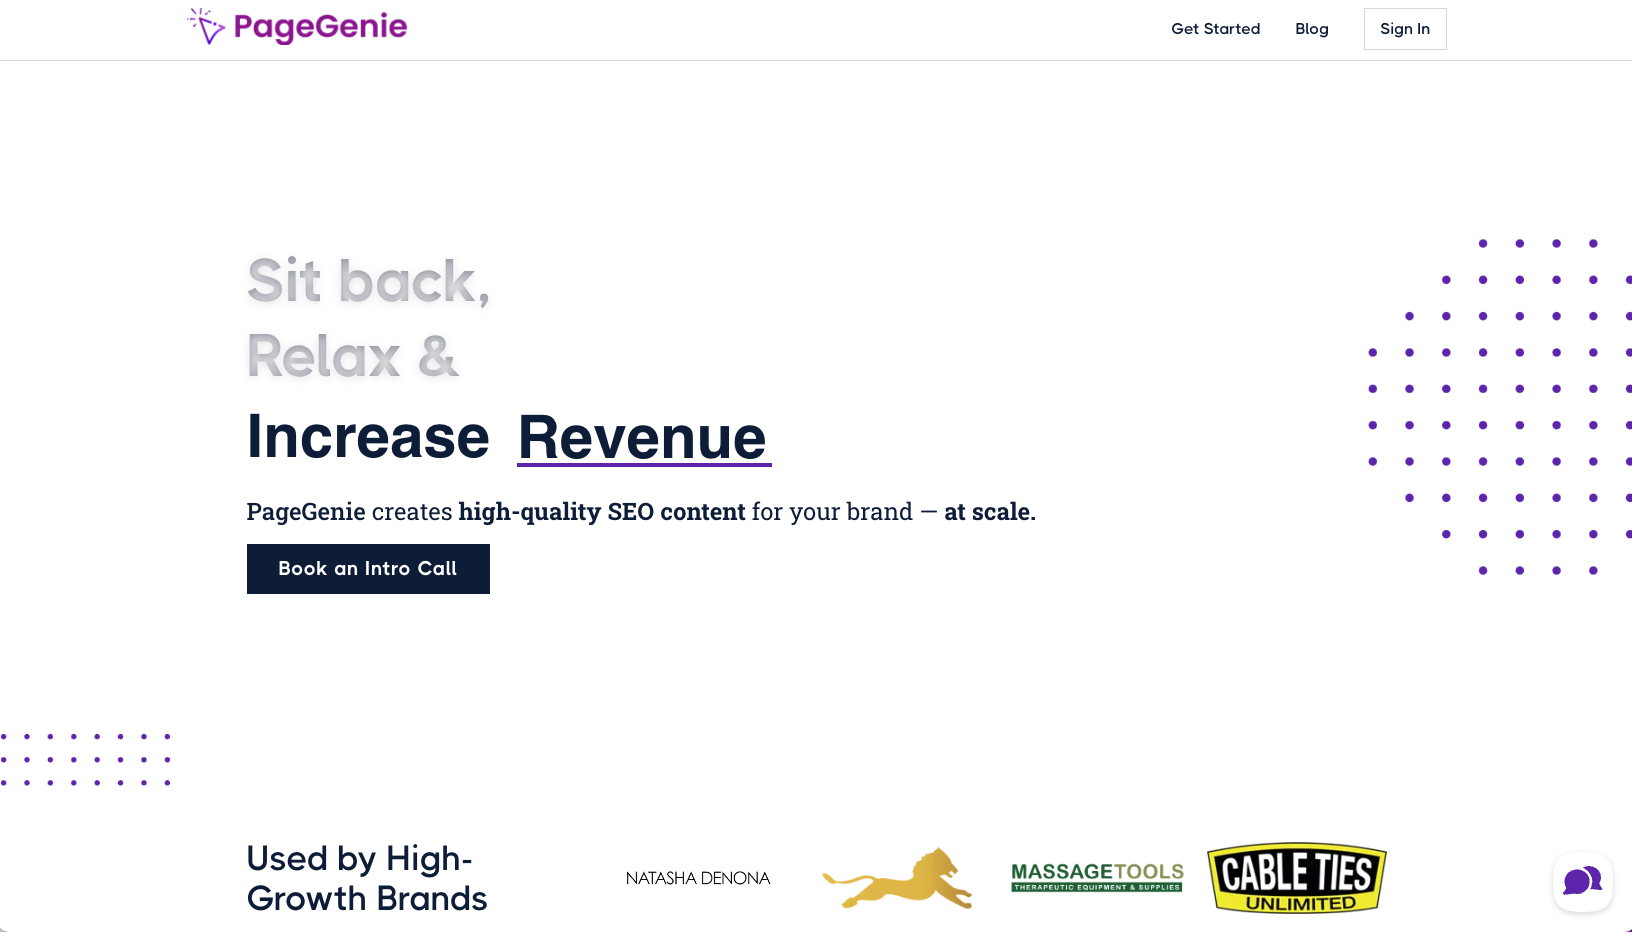 PageGenie
Get Started
Blog
Sign In
Sit back,
Relax &
Increase Revenue
PageGenie creates high-quality SEO content for your brand — at scale.
Book an Intro Call
Used by High-
Growth Brands
NATASHA DENONA
MASSAGETOOLS
THERAPEUTIC EQUIPMENT & SUPPLIES
CABLE TIES
UNLIMITED